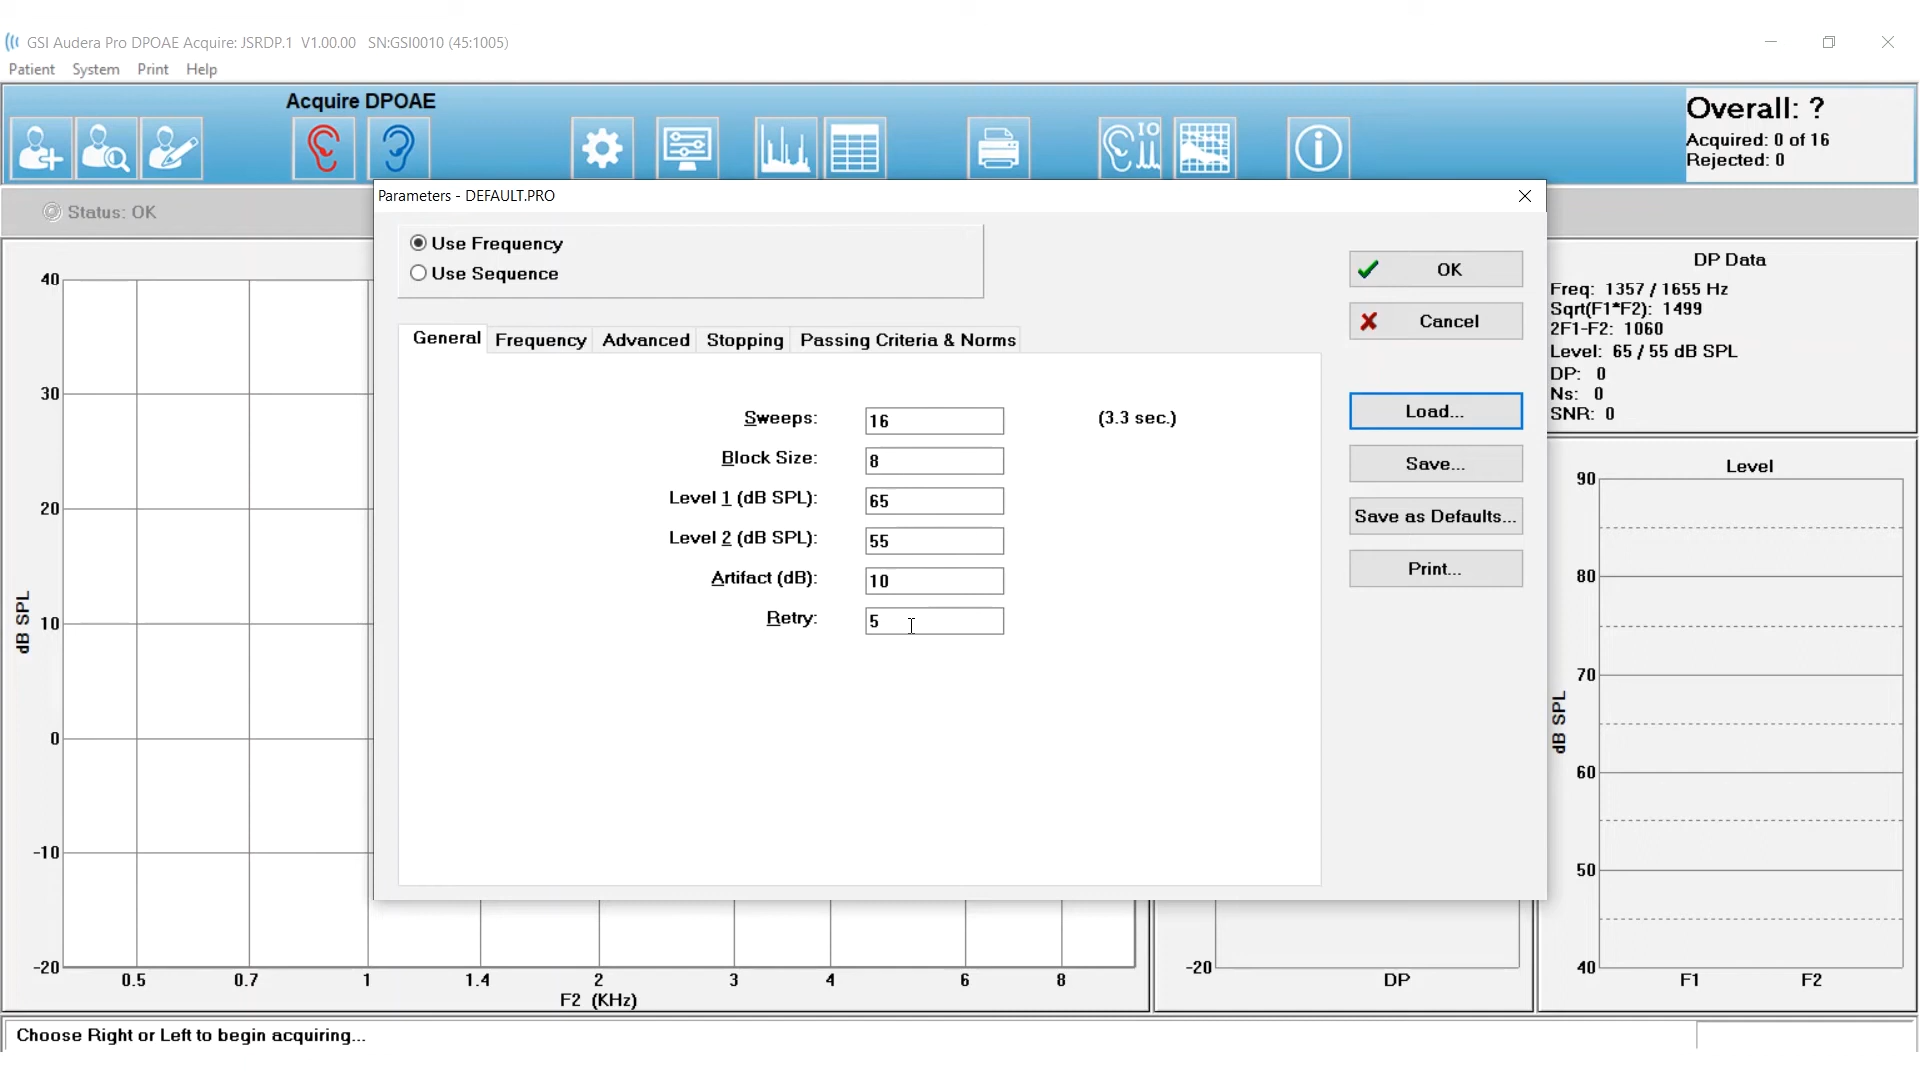 GSI Audera Pro DPOAE Acquire: JSRDP.1 V1.00.00 SN:GSI0010 (45:1005)
Patient System Print Help
Acquire DPOAE
IO
Overall: ?
Acquired: 0 of 16
Rejected: 0
Status: OK
Parameters - DEFAULT.PRO
Use Frequency
Use Sequence
General Frequency Advanced Stopping Passing Criteria & Norms
Sweeps: 16 (3.3 sec.)
Block Size: 8
Level 1 (dB SPL): 65
Level 2 (dB SPL): 55
Artifact (dB): 10
Retry: 5
OK
Cancel
Load...
Save...
Save as Defaults...
Print...
40
30
20
10
0
-10
-20
dB SPL
0.5 0.7 1 1.4 2 3 4 6 8
F2 (KHz)
-20
DP
DP Data
Freq: 1357 / 1655 Hz
Sqrt(F1*F2): 1499
2F1-F2: 1060
Level: 65 / 55 dB SPL
DP: 0
Ns: 0
SNR: 0
Level
90
80
70
60
50
40
dB SPL
F1 F2
Choose Right or Left to begin acquiring...